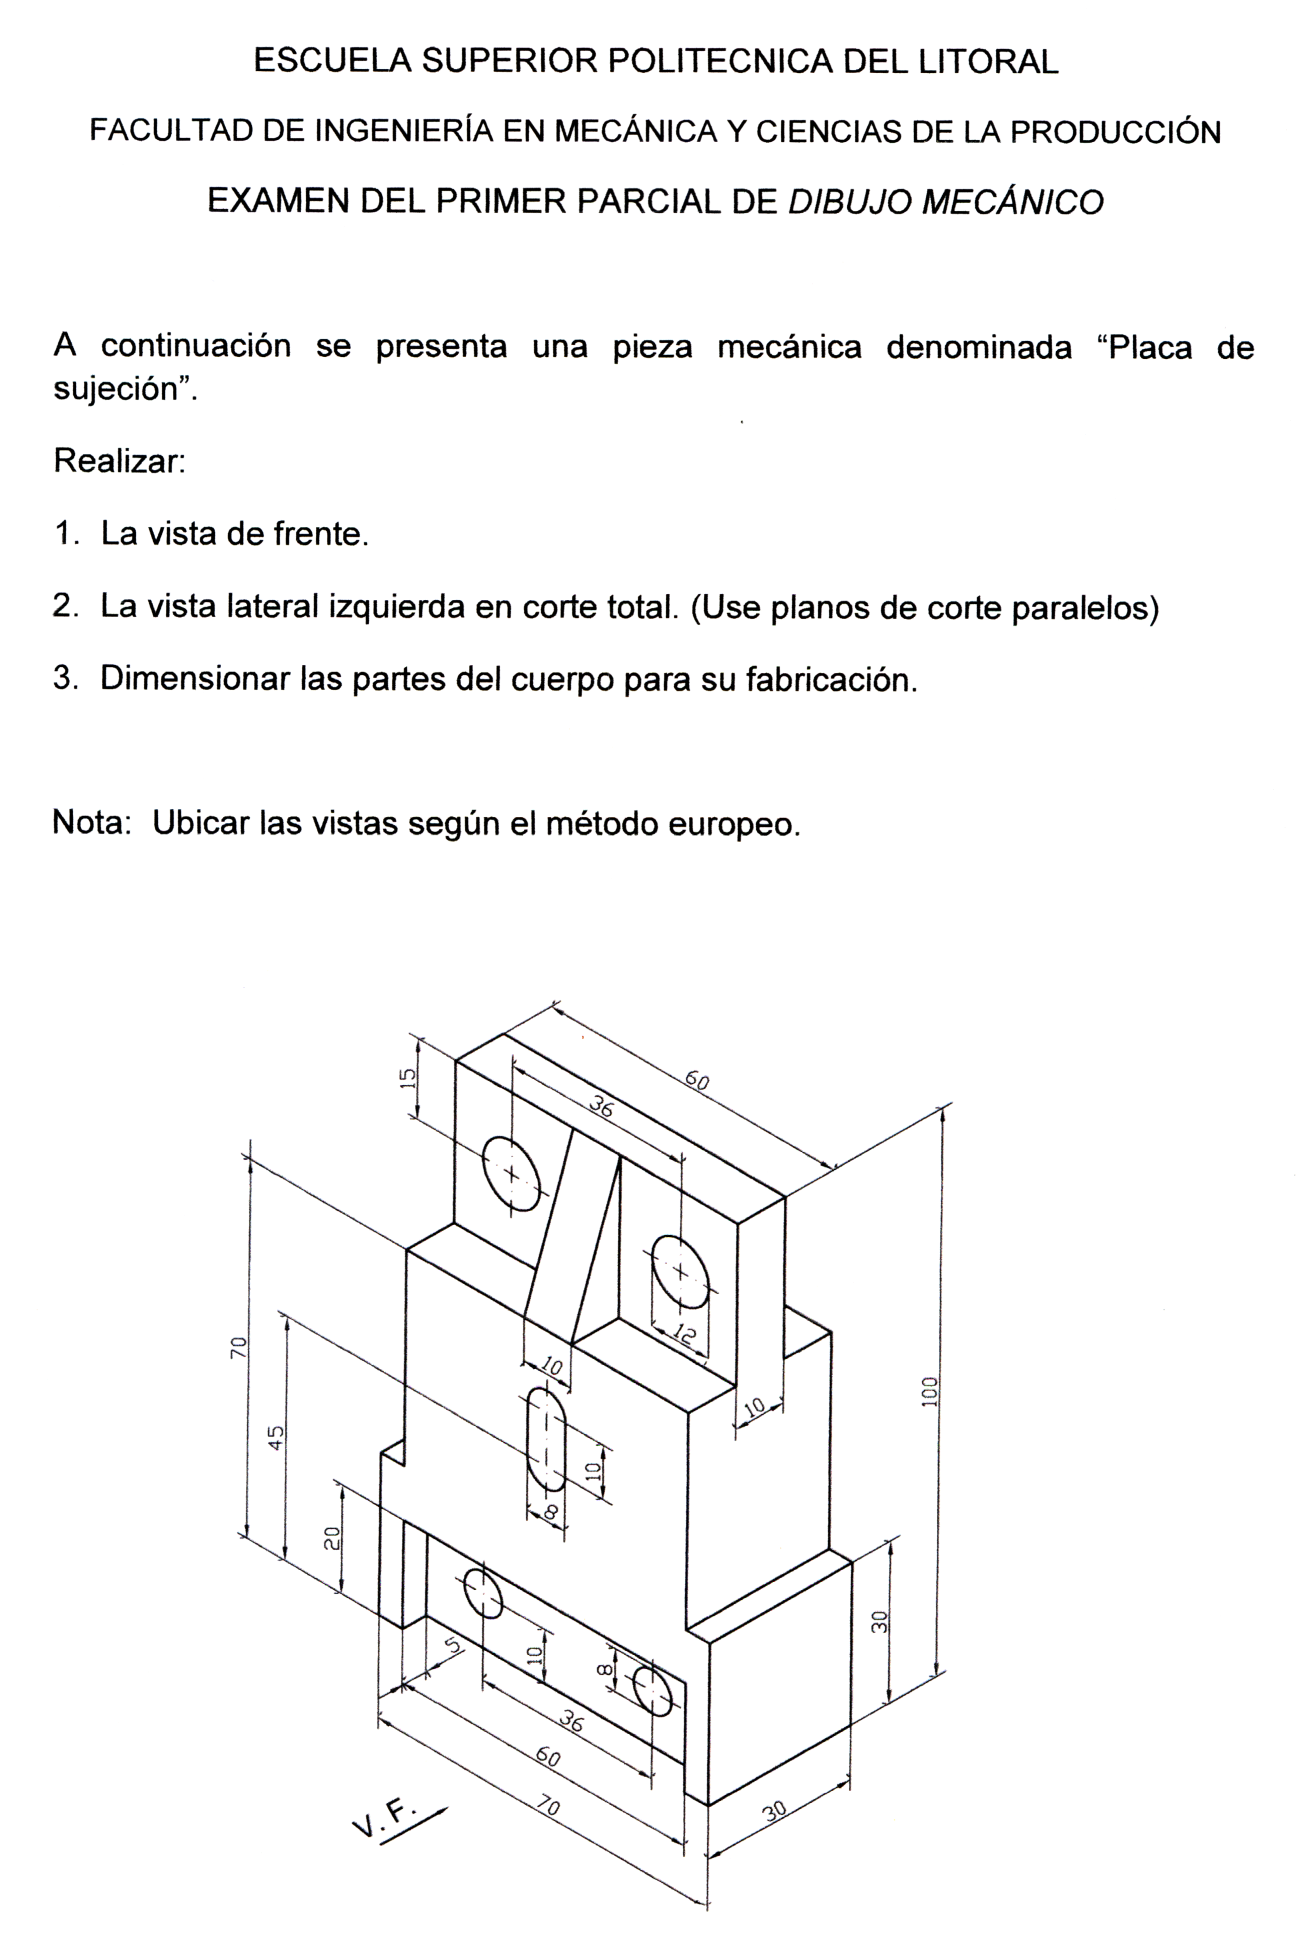 ESCUELA SUPERIOR POLITECNICA DEL LITORAL
FACULTAD DE INGENIERÍA EN MECÁNICA Y CIENCIAS DE LA PRODUCCIÓN
EXAMEN DEL PRIMER PARCIAL DE DIBUJO MECÁNICO
A continuación se presenta una pieza mecánica denominada “Placa de
sujeción”.
Realizar:
1. La vista de frente.
2. La vista lateral izquierda en corte total. (Use planos de corte paralelos)
3. Dimensionar las partes del cuerpo para su fabricación.
Nota: Ubicar las vistas según el método europeo.
60
15
36
12
70
10
100
10
45
10
8
20
30
5
10
8
36
60
70
30
V. F.